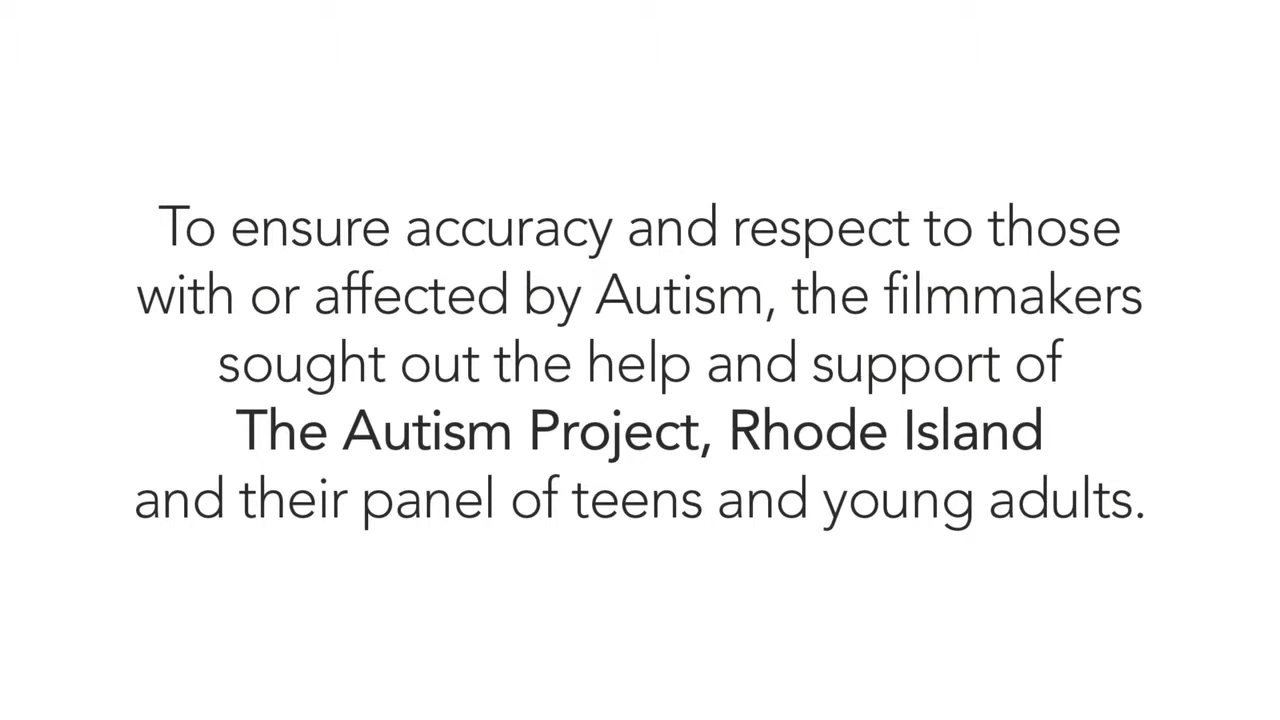 To ensure accuracy and respect to those
with or affected by Autism, the filmmakers
sought out the help and support of
The Autism Project, Rhode Island
and their panel of teens and young adults.